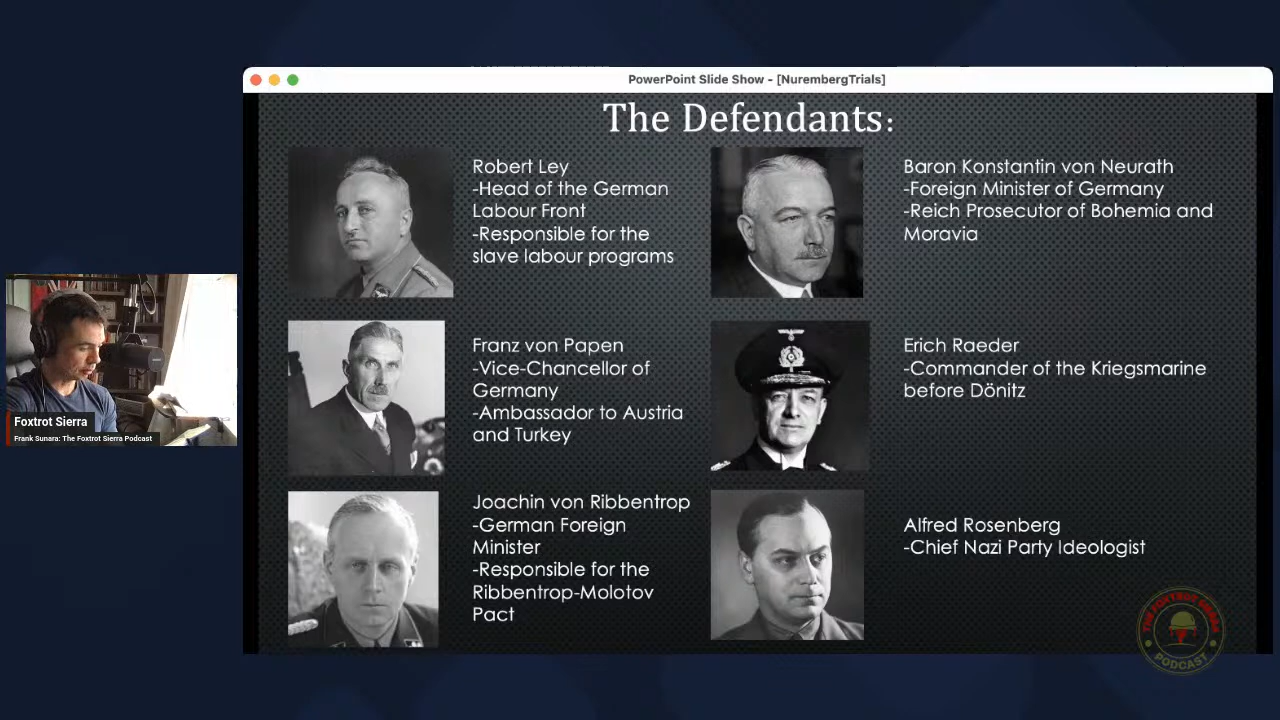 PowerPoint Slide Show - [NurembergTrials]
The Defendants:
Robert Ley
-Head of the German
Labour Front
-Responsible for the
slave labour programs
Baron Konstantin von Neurath
-Foreign Minister of Germany
-Reich Prosecutor of Bohemia and
Moravia
Franz von Papen
-Vice-Chancellor of
Germany
-Ambassador to Austria
and Turkey
Erich Raeder
-Commander of the Kriegsmarine
before Dönitz
Joachin von Ribbentrop
-German Foreign
Minister
-Responsible for the
Ribbentrop-Molotov
Pact
Alfred Rosenberg
-Chief Nazi Party Ideologist
Foxtrot Sierra
Frank Sunara: The Foxtrot Sierra Podcast
THE FOXTROT SIERRA
PODCAST